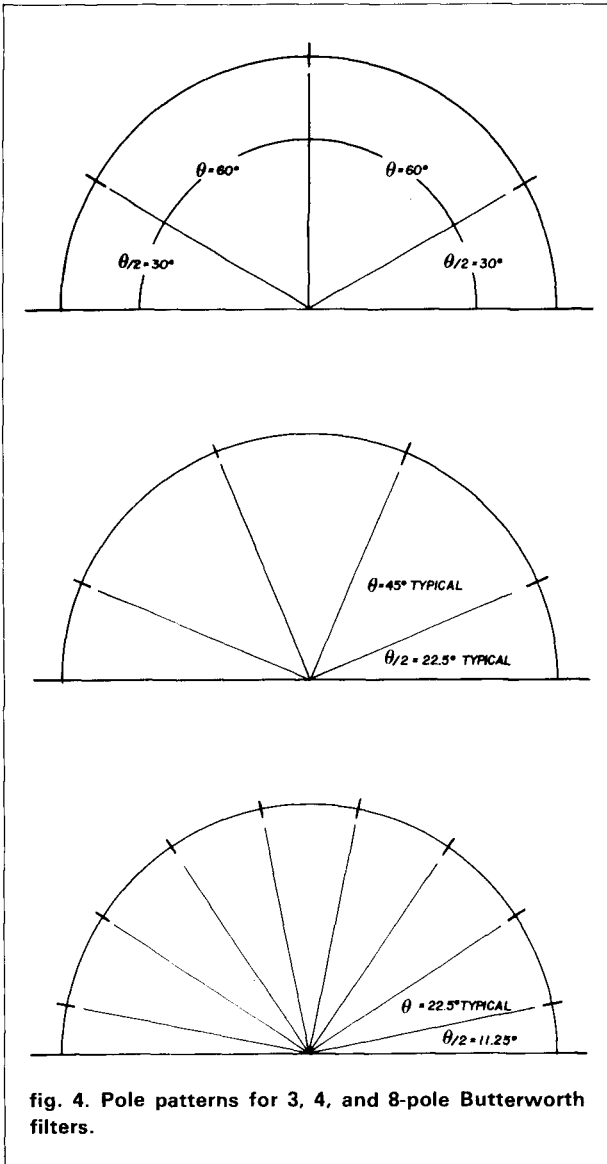 θ=60° θ=60°
θ/2=30° θ/2=30°
θ=45° TYPICAL
θ/2=22.5° TYPICAL
θ=22.5° TYPICAL
θ/2=11.25°
fig. 4. Pole patterns for 3, 4, and 8-pole Butterworth
filters.